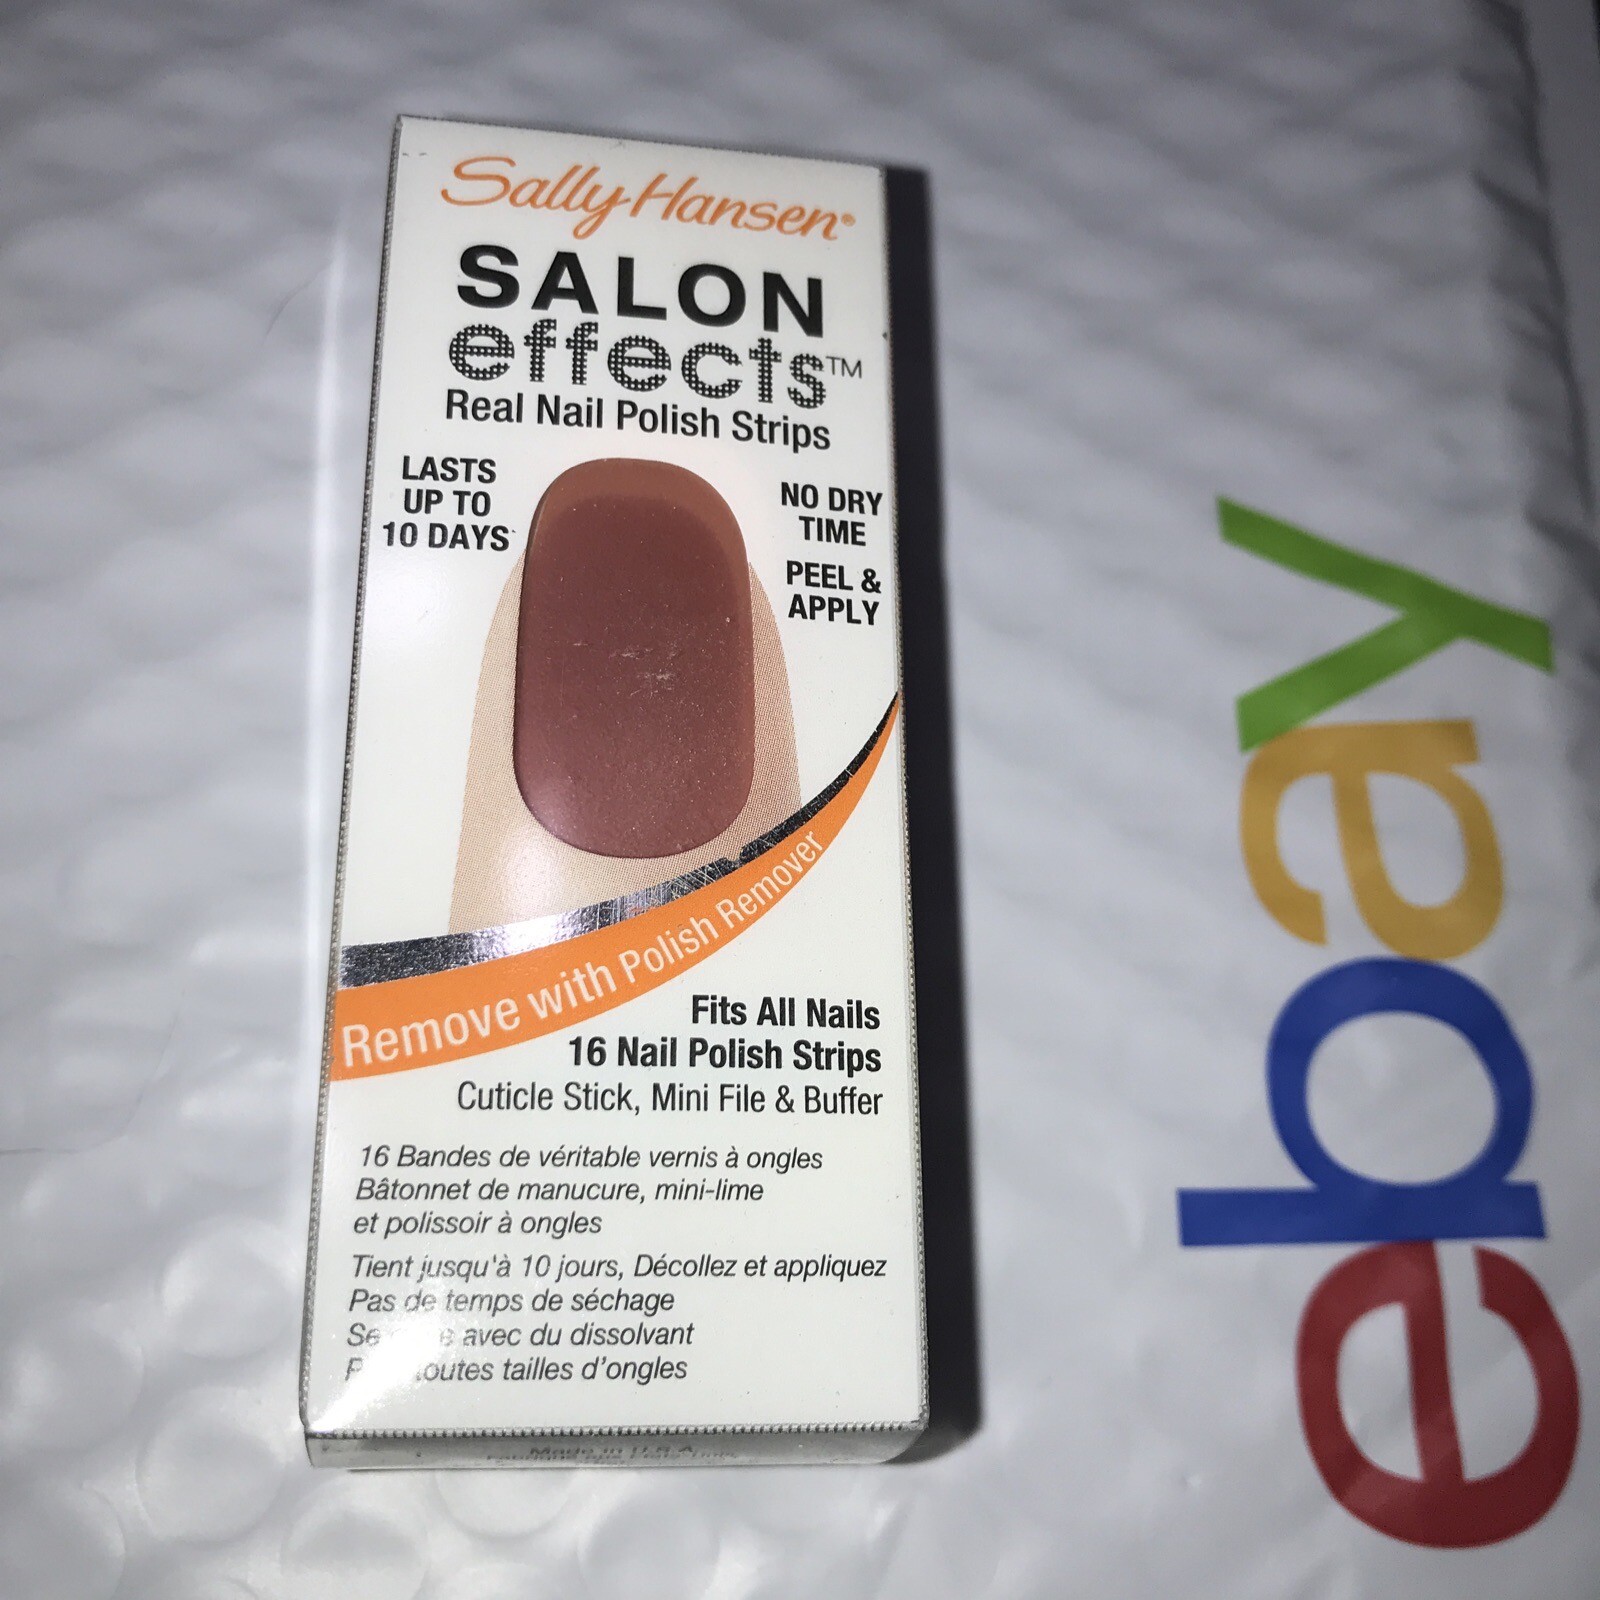 Sally Hansen®
SALON
effects™
Real Nail Polish Strips
LASTS
UP TO
10 DAYS
NO DRY
TIME
PEEL &
APPLY
Remove with Polish Remover
Fits All Nails
16 Nail Polish Strips
Cuticle Stick, Mini File & Buffer
16 Bandes de véritable vernis à ongles
Bâtonnet de manucure, mini-lime
et polissoir à ongles
Tient jusqu'à 10 jours, Décollez et appliquez
Pas de temps de séchage
avec du dissolvant
toutes tailles d'ongles
Made in U.S.A.
ebay